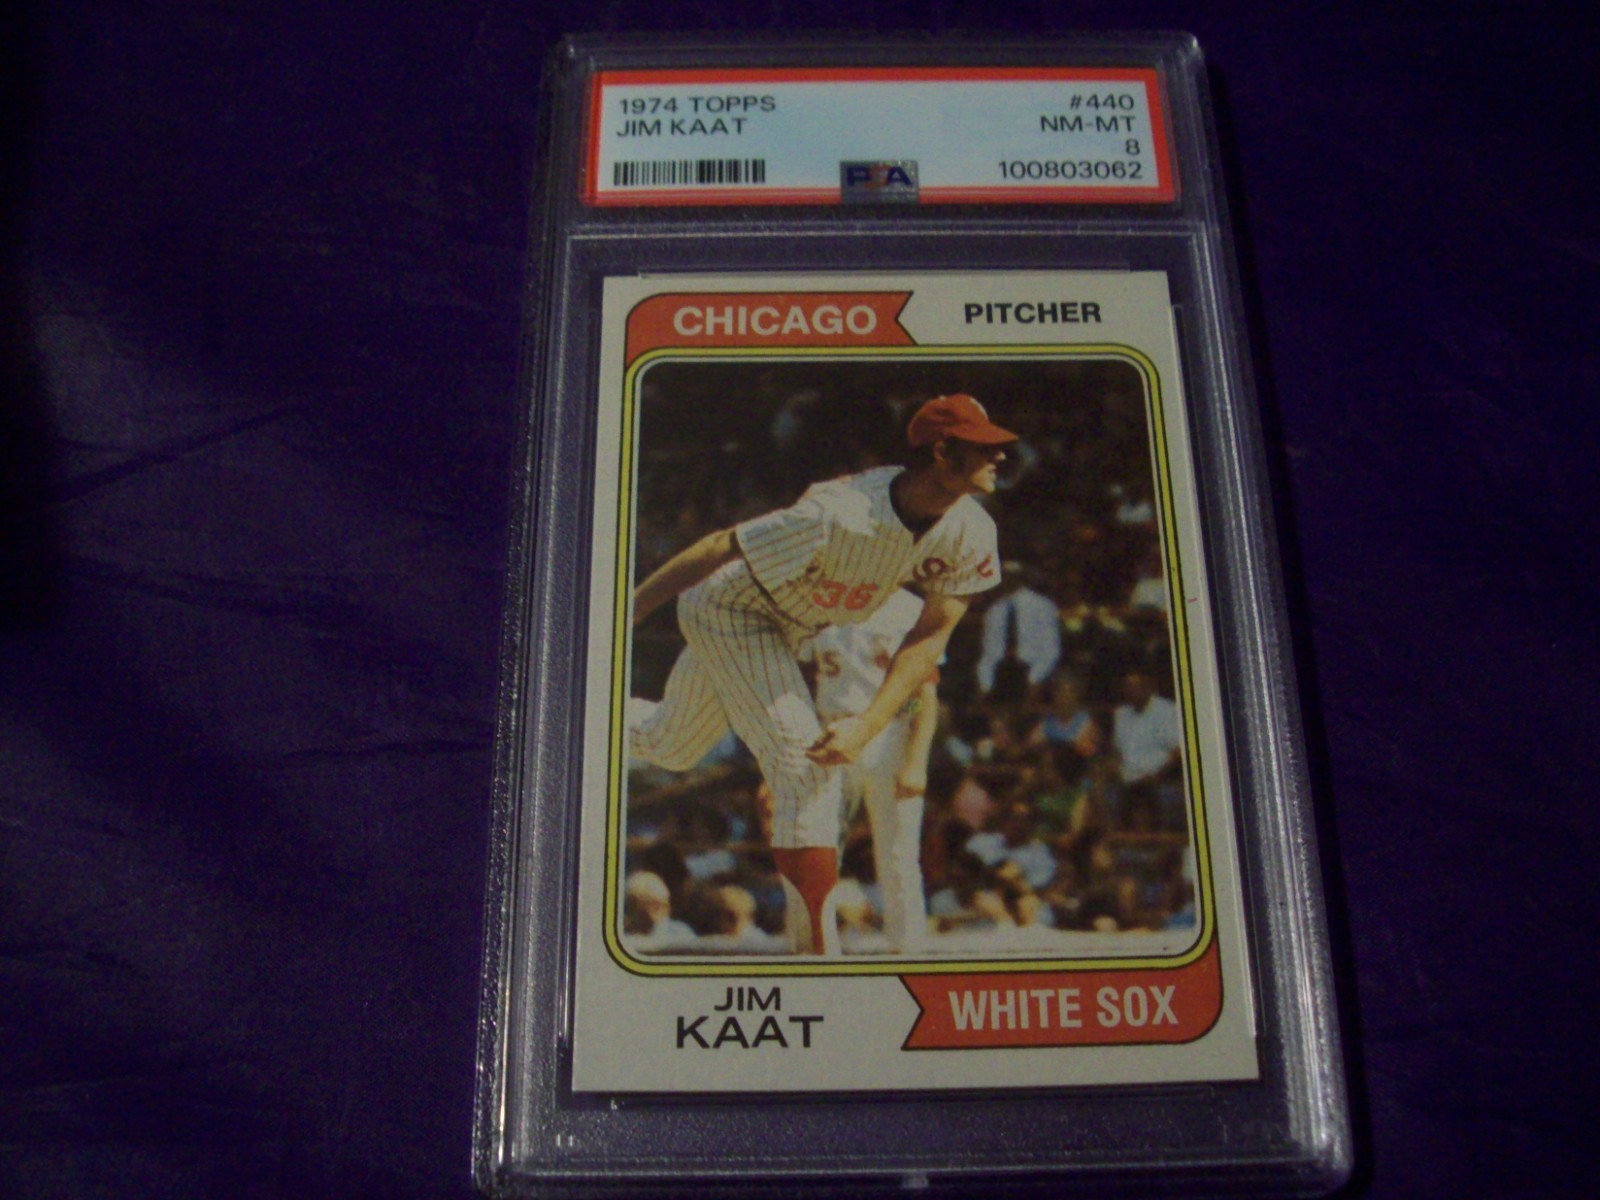 1974 TOPPS #440
JIM KAAT NM-MT
8
PSA 100803062
CHICAGO PITCHER
36
JIM
KAAT
WHITE SOX